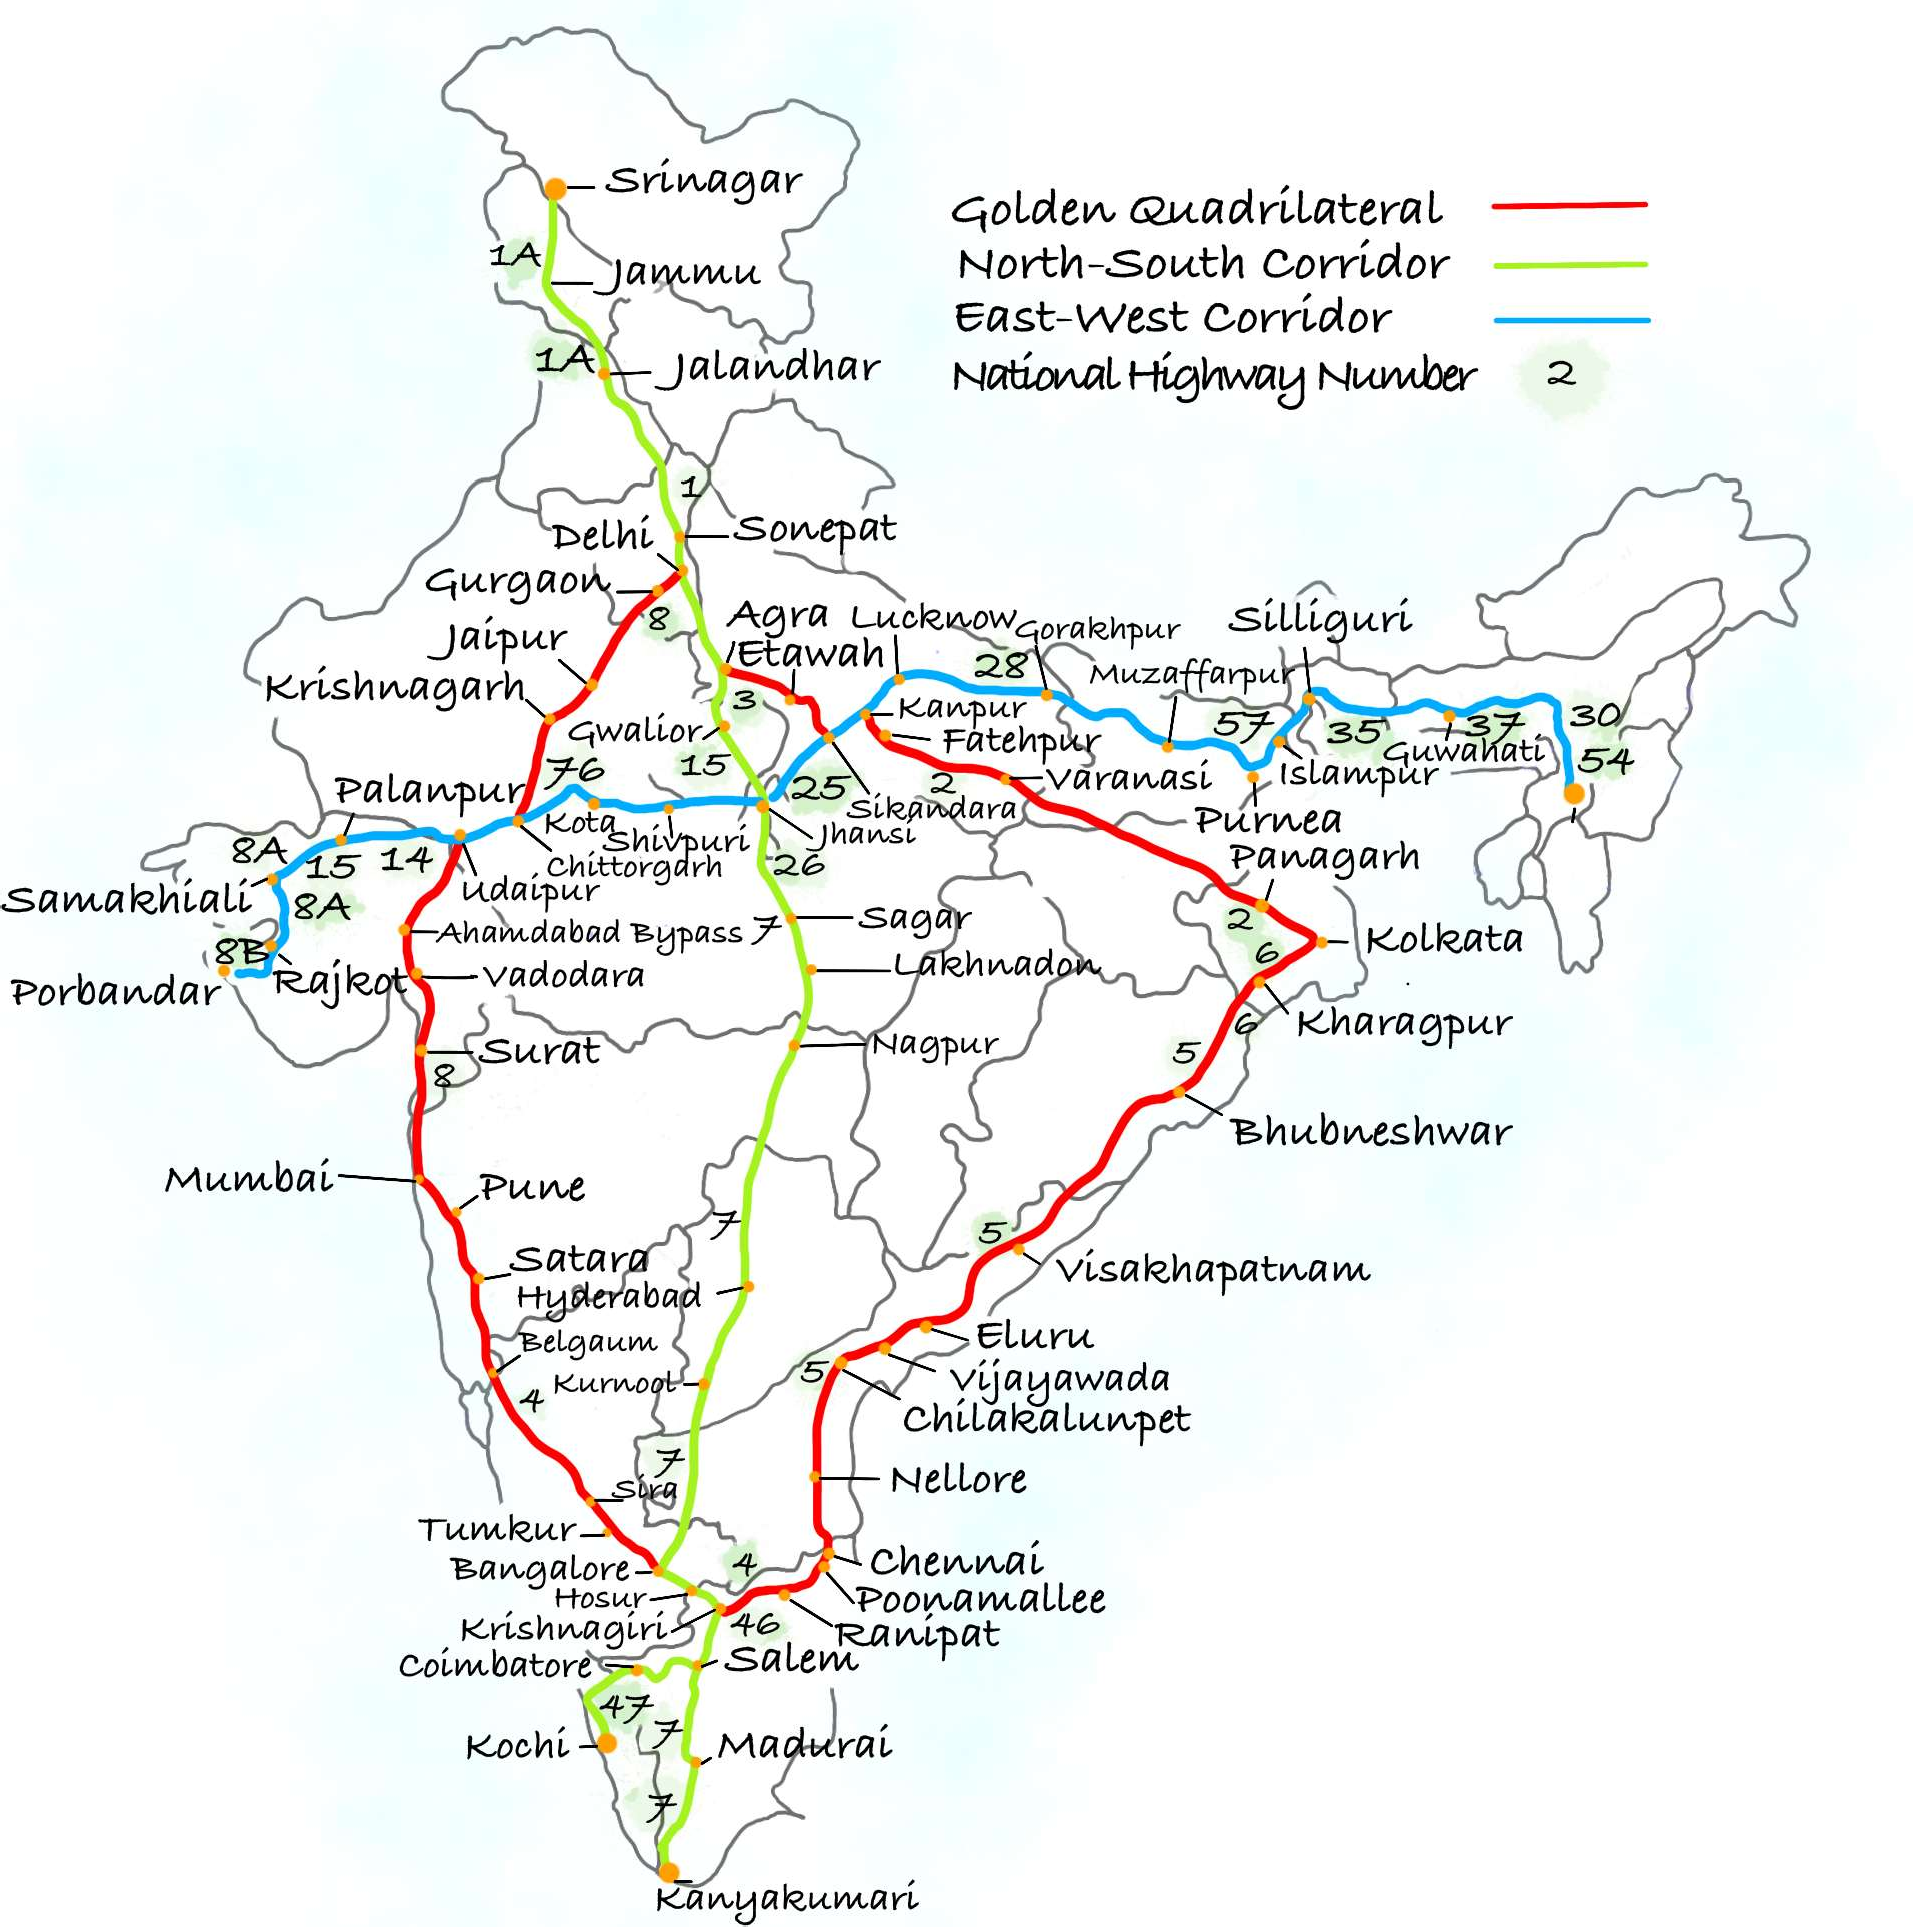 Srinagar
1A
Jammu
1A
Jalandhar
Golden Quadrilateral
North-South Corridor
East-West Corridor
National Highway Number 2
1
Delhi
Sonepat
Gurgaon
8
Jaipur
Krishnagarh
Agra
Lucknow
Gorakhpur
Silliguri
Etawah
28
Muzaffarpur
3
Gwalior
Kanpur
Fatehpur
57
35
37
30
Guwahati
54
76
15
25
2
Varanasi
Islampur
Palanpur
Sikandara
Purnea
Kota
Shivpuri
Jhansi
8A
15
14
Chittorgarh
26
Panagarh
Samakhiali
8A
Udaipur
Ahamdabad Bypass
7
Sagar
2
Kolkata
8B
6
Porbandar
Rajkot
Vadodara
Lakhnadon
Kharagpur
6
Surat
Nagpur
5
8
Bhubneshwar
Mumbai
Pune
7
5
Satara
Visakhapatnam
Hyderabad
Belgaum
Eluru
Kurnool
5
Vijayawada
4
Chilakalunpet
7
Sira
Nellore
Tumkur
Bangalore
4
Chennai
Hosur
Poonamallee
Krishnagiri
46
Ranipat
Coimbatore
Salem
47
7
Kochi
Madurai
7
Kanyakumari